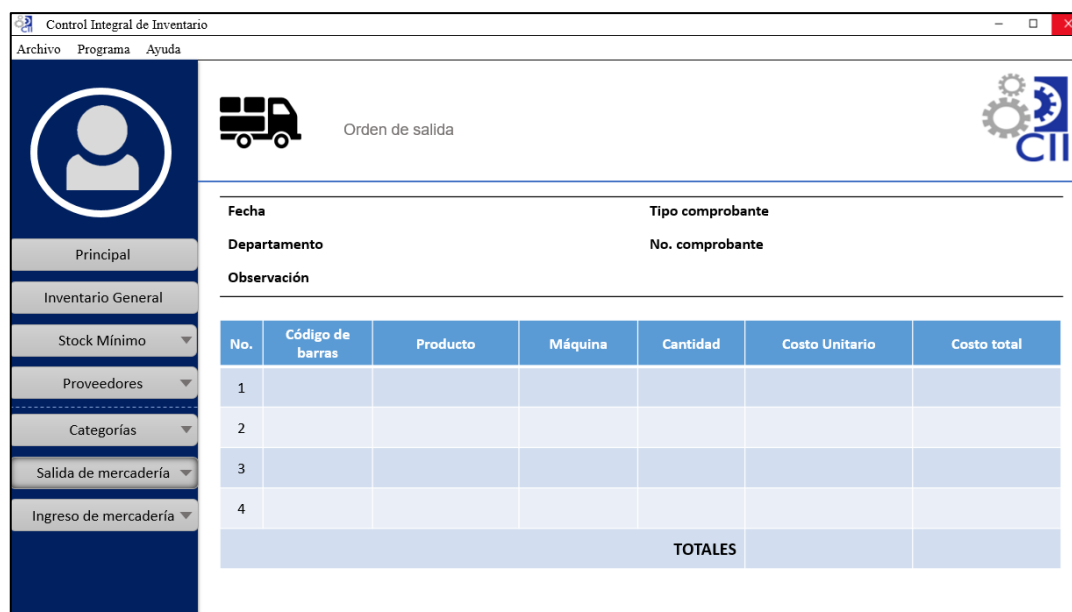 Control Integral de Inventario
Archivo Programa Ayuda
Orden de salida
CII
Principal
Inventario General
Stock Mínimo
Proveedores
Categorías
Salida de mercadería
Ingreso de mercadería
Fecha Tipo comprobante
Departamento No. comprobante
Observación
No. Código de barras Producto Máquina Cantidad Costo Unitario Costo total
1
2
3
4
TOTALES